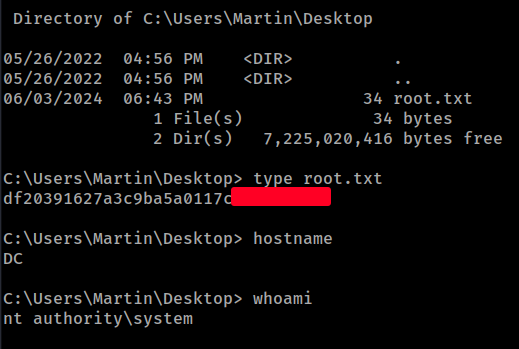 Directory of C:\Users\Martin\Desktop
05/26/2022  04:56 PM    <DIR>          .
05/26/2022  04:56 PM    <DIR>          ..
06/03/2024  06:43 PM                34 root.txt
               1 File(s)             34 bytes
               2 Dir(s)   7,225,020,416 bytes free
C:\Users\Martin\Desktop> type root.txt
df20391627a3c9ba5a0117c
C:\Users\Martin\Desktop> hostname
DC
C:\Users\Martin\Desktop> whoami
nt authority\system